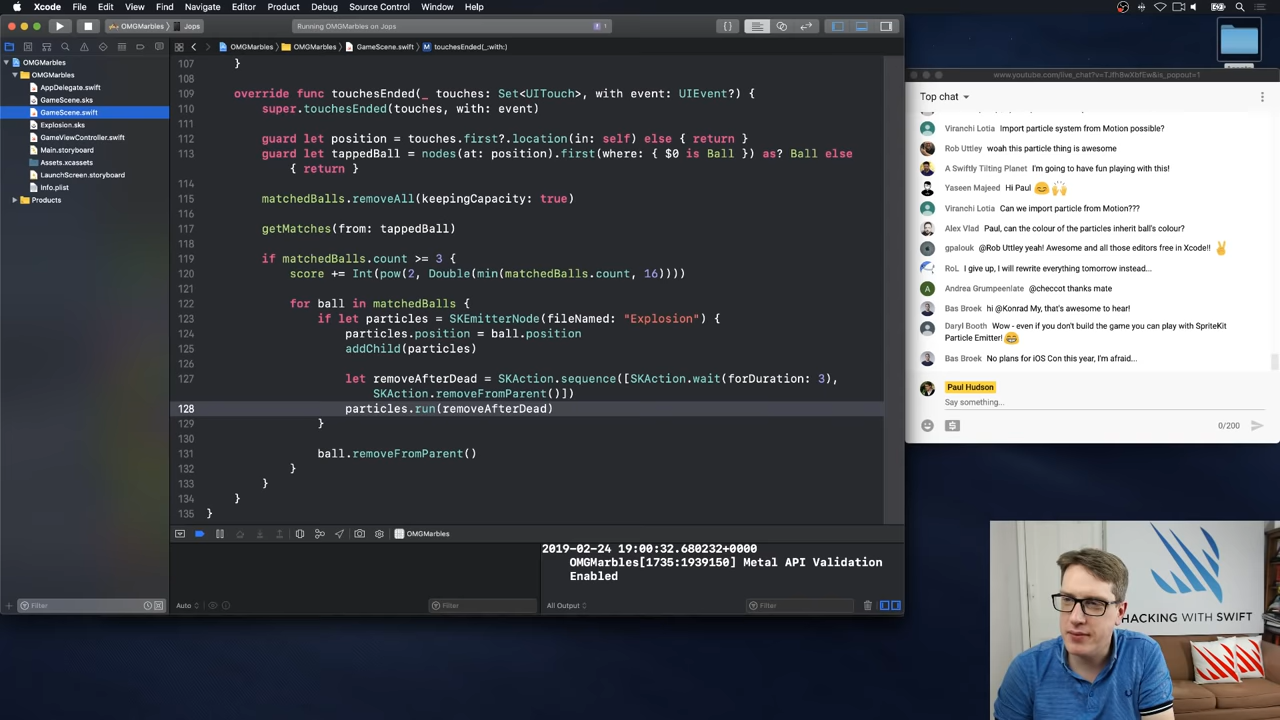 Xcode File Edit View Find Navigate Editor Product Debug Source Control Window Help
OMGMarbles Jops Running OMGMarbles on Jops 1
OMGMarbles OMGMarbles GameScene.swift M touchesEnded(_:with:)
OMGMarbles
OMGMarbles
AppDelegate.swift
GameScene.sks
GameScene.swift
Explosion.sks
GameViewController.swift
Main.storyboard
Assets.xcassets
LaunchScreen.storyboard
Info.plist
Products
Filter
107 }
108
109 override func touchesEnded(_ touches: Set<UITouch>, with event: UIEvent?) {
110 super.touchesEnded(touches, with: event)
111
112 guard let position = touches.first?.location(in: self) else { return }
113 guard let tappedBall = nodes(at: position).first(where: { $0 is Ball }) as? Ball else
{ return }
114
115 matchedBalls.removeAll(keepingCapacity: true)
116
117 getMatches(from: tappedBall)
118
119 if matchedBalls.count >= 3 {
120 score += Int(pow(2, Double(min(matchedBalls.count, 16))))
121
122 for ball in matchedBalls {
123 if let particles = SKEmitterNode(fileNamed: "Explosion") {
124 particles.position = ball.position
125 addChild(particles)
126
127 let removeAfterDead = SKAction.sequence([SKAction.wait(forDuration: 3),
SKAction.removeFromParent()])
128 particles.run(removeAfterDead)
129 }
130
131 ball.removeFromParent()
132 }
133 }
134 }
135 }
OMGMarbles
2019-02-24 19:00:32.680232+0000
OMGMarbles[1735:1939150] Metal API Validation
Enabled
Auto Filter All Output Filter
www.youtube.com/live_chat?v=TJfhBwXbfEw&is_popout=1
Top chat
Viranchi Lotia Import particle system from Motion possible?
Rob Uttley woah this particle thing is awesome
A Swiftly Tilting Planet I'm going to have fun playing with this!
Yaseen Majeed Hi Paul 😊 🙌
Viranchi Lotia Can we import particle from Motion???
Alex Vlad Paul, can the colour of the particles inherit ball's colour?
gpalouk @Rob Uttley yeah! Awesome and all those editors free in Xcode!! ✌
RoL I give up, I will rewrite everything tomorrow instead...
A Andrea Grumpeeniate @checcot thanks mate
Bas Broek hi @Konrad My, that's awesome to hear!
Daryl Booth Wow - even if you don't build the game you can play with SpriteKit
Particle Emitter! 😁
Bas Broek No plans for iOS Con this year, I'm afraid...
Paul Hudson
Say something...
0/200
HACKING WITH SWIFT